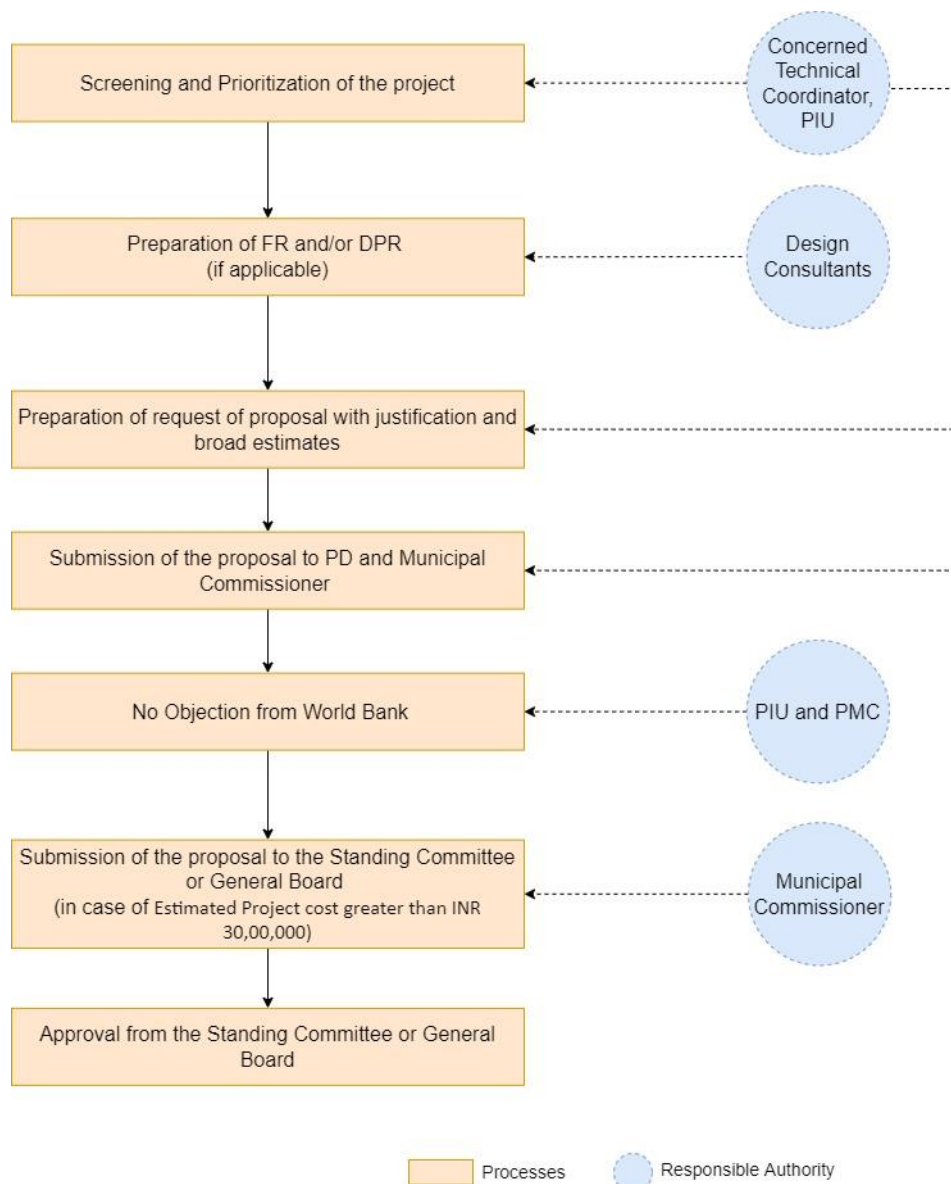 Screening and Prioritization of the project
Concerned
Technical
Coordinator,
PIU
Preparation of FR and/or DPR
(if applicable)
Design
Consultants
Preparation of request of proposal with justification and
broad estimates
Submission of the proposal to PD and Municipal
Commissioner
No Objection from World Bank
PIU and PMC
Submission of the proposal to the Standing Committee
or General Board
(in case of Estimated Project cost greater than INR
30,00,000)
Municipal
Commissioner
Approval from the Standing Committee or General
Board
Processes
Responsible Authority